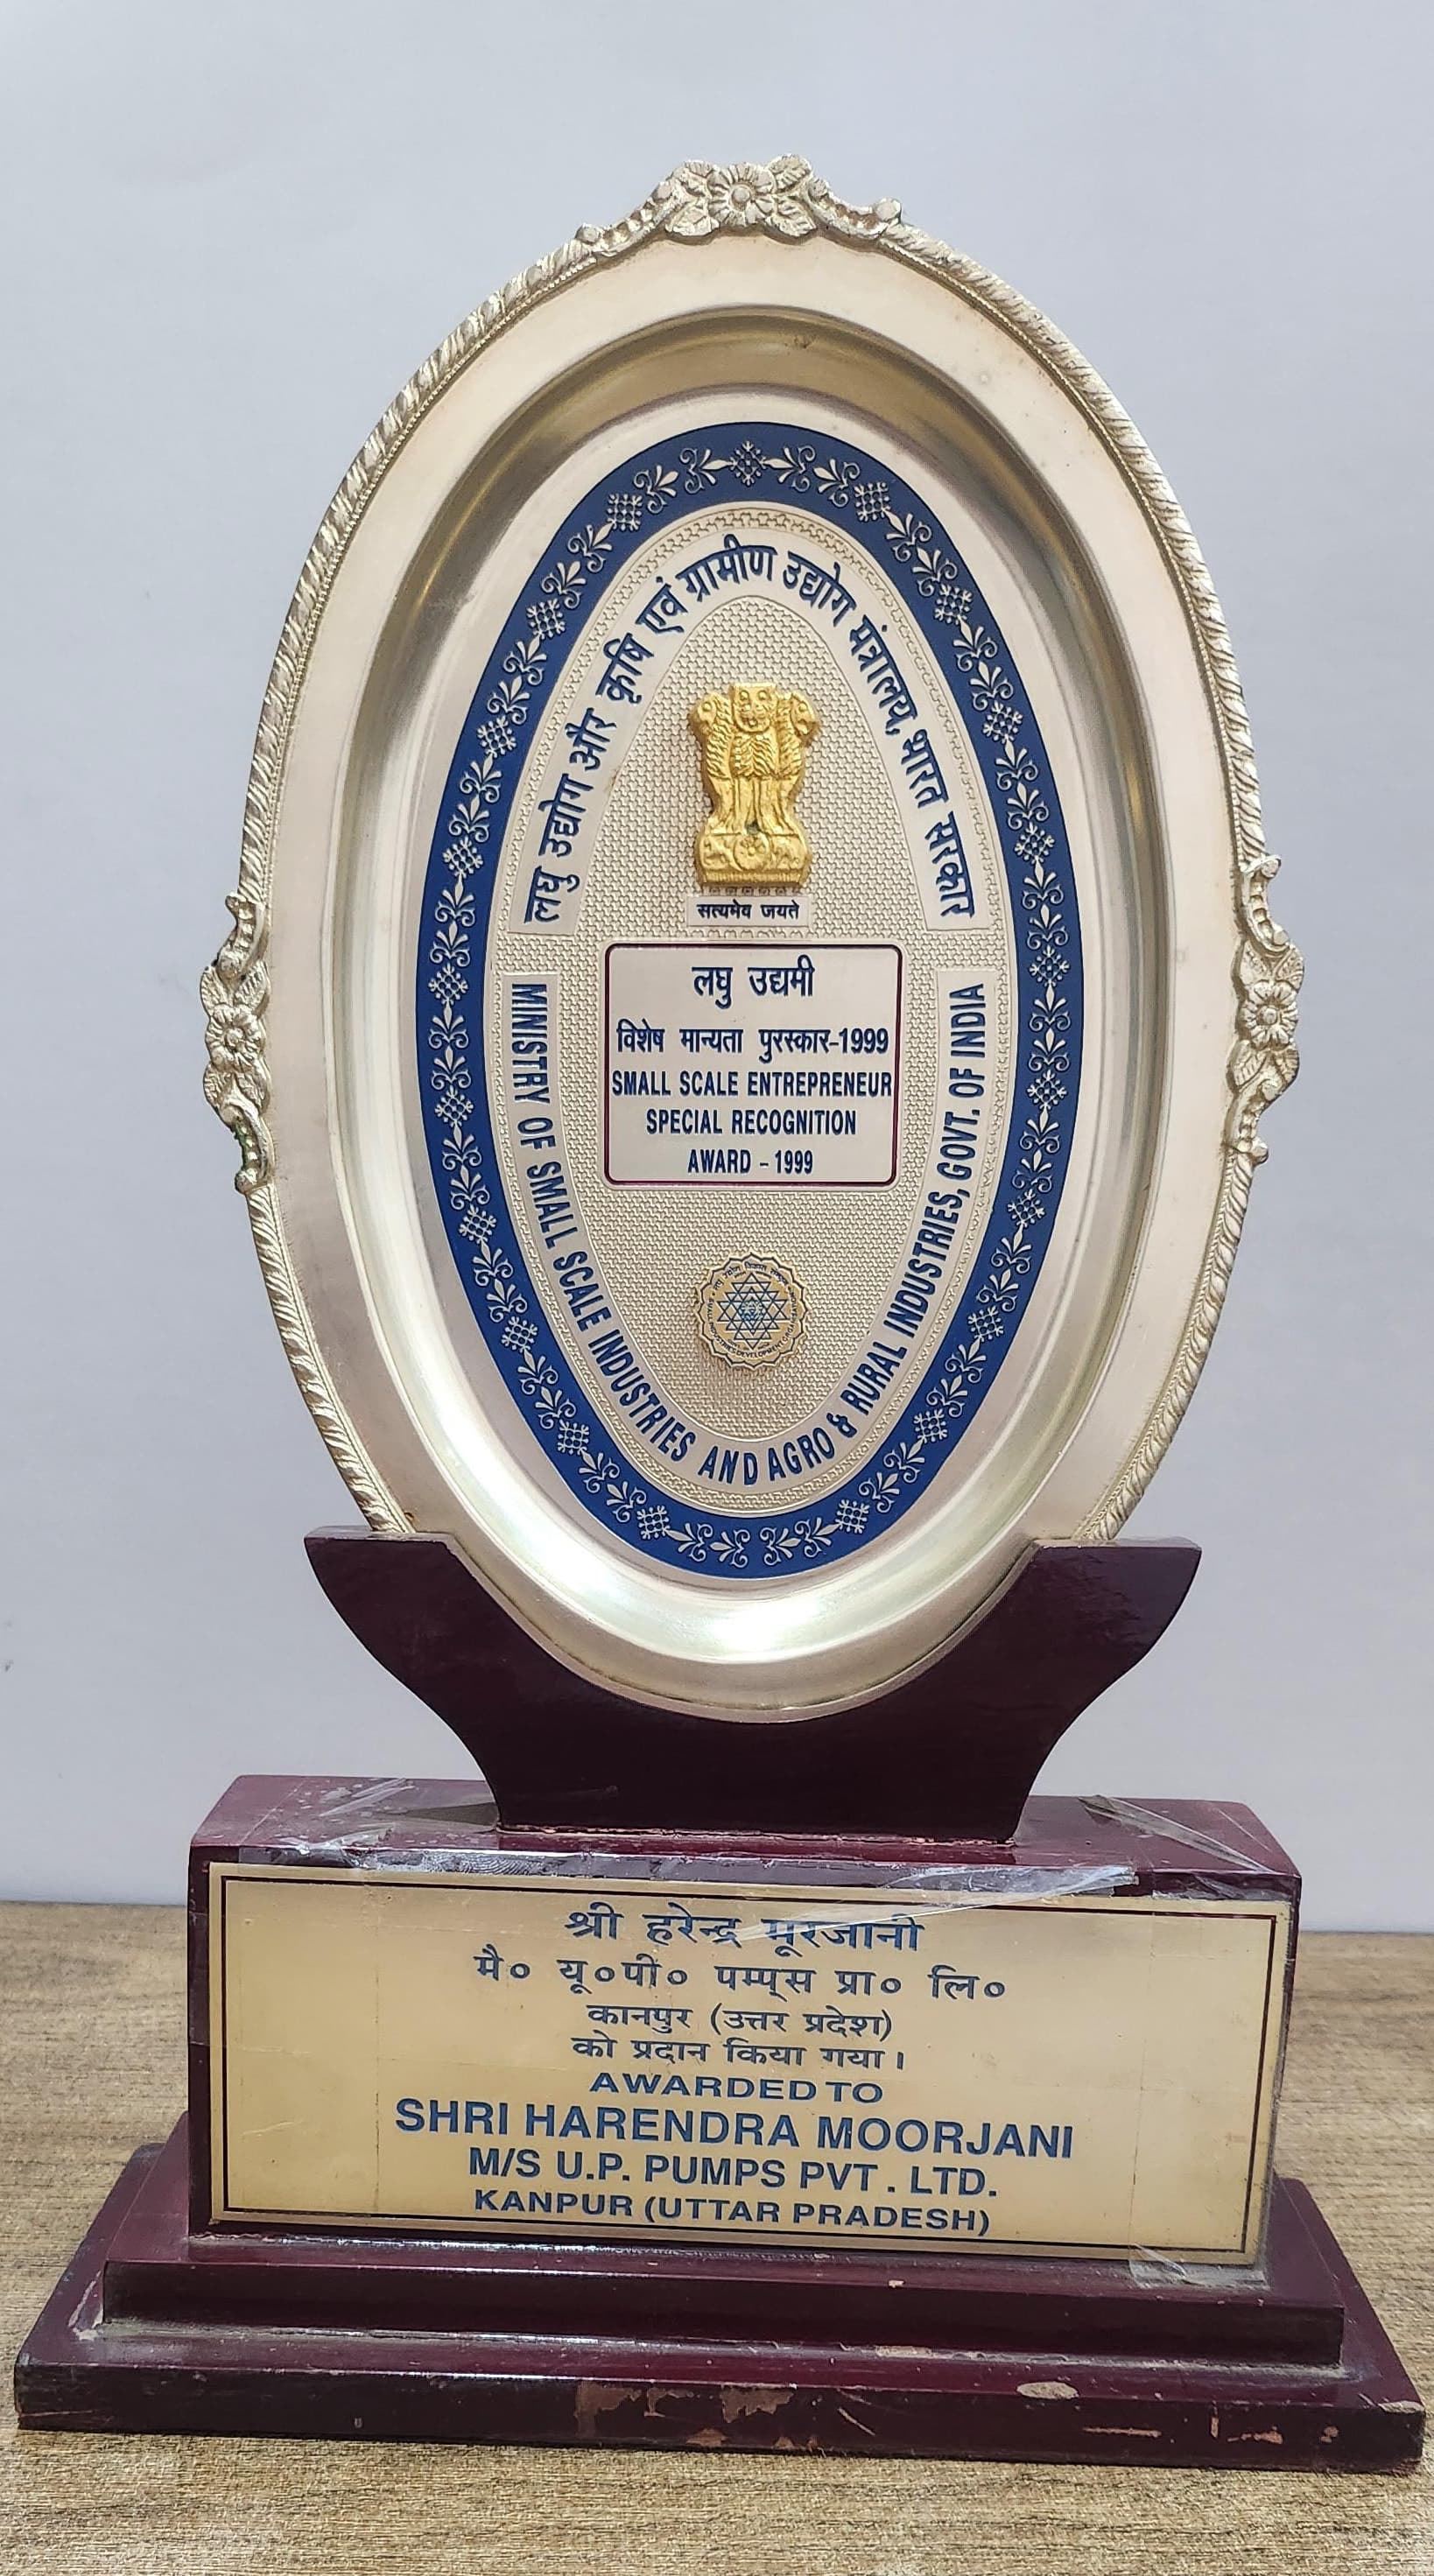 लघु उद्योग और कृषि एवं ग्रामीण उद्योग मंत्रालय, भारत सरकार
सत्यमेव जयते
लघु उद्यमी
विशेष मान्यता पुरस्कार-1999
SMALL SCALE ENTREPRENEUR
SPECIAL RECOGNITION
AWARD - 1999
MINISTRY OF SMALL SCALE INDUSTRIES AND AGRO & RURAL INDUSTRIES, GOVT. OF INDIA
श्री हरेन्द्र मूरजानी
मै० यू०पी० पम्प्स प्रा० लि०
कानपुर (उत्तर प्रदेश)
को प्रदान किया गया।
AWARDED TO
SHRI HARENDRA MOORJANI
M/S U.P. PUMPS PVT. LTD.
KANPUR (UTTAR PRADESH)